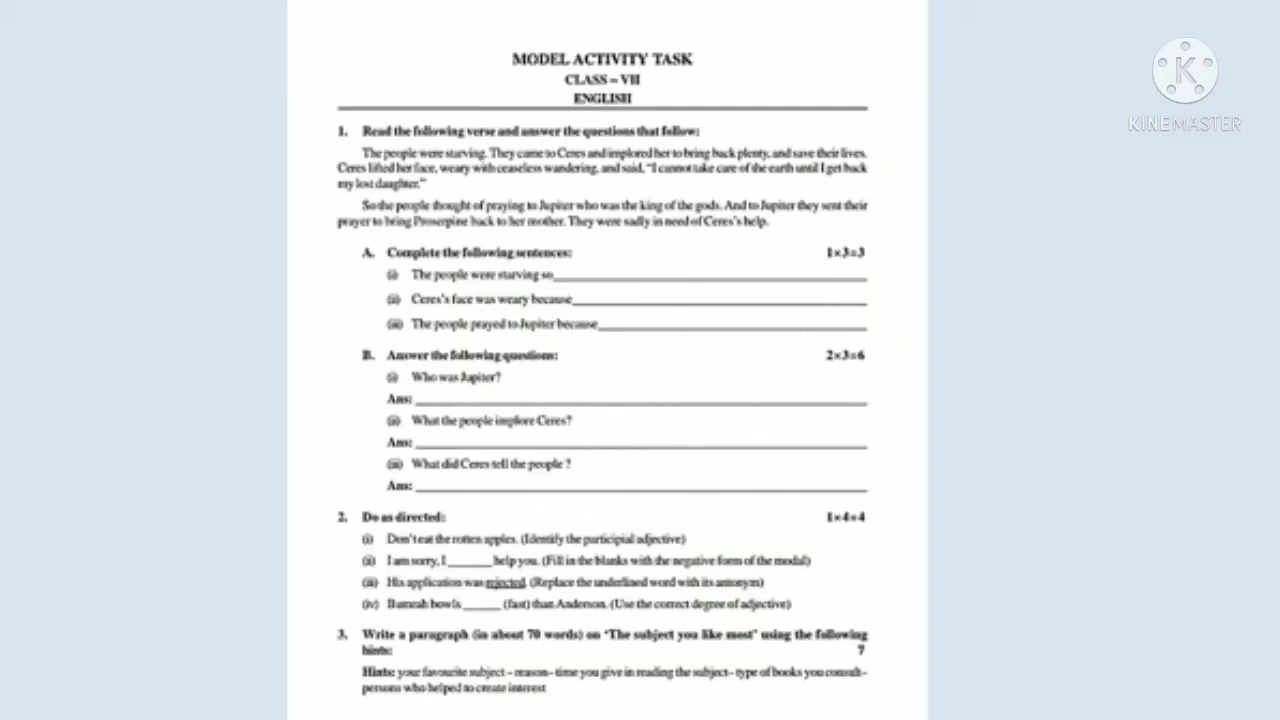 MODEL ACTIVITY TASK
CLASS – VII
ENGLISH
KINEMASTER
1. Read the following verse and answer the questions that follow:
The people were starving. They came to Ceres and implored her to bring back plenty, and save their lives.
Ceres lifted her face, weary with ceaseless wandering, and said, "I cannot take care of the earth until I get back
my lost daughter."
So the people thought of praying to Jupiter who was the king of the gods. And to Jupiter they sent their
prayer to bring Proserpine back to her mother. They were sadly in need of Ceres's help.
A. Complete the following sentences: 1×3=3
(i) The people were starving so____________________
(ii) Ceres's face was weary because____________________
(iii) The people prayed to Jupiter because____________________
B. Answer the following questions: 2×3=6
(i) Who was Jupiter?
Ans: ____________________
(ii) What the people implore Ceres?
Ans: ____________________
(iii) What did Ceres tell the people ?
Ans: ____________________
2. Do as directed: 1×4=4
(i) Don't eat the rotten apples. (Identify the participial adjective)
(ii) I am sorry, I ______ help you. (Fill in the blanks with the negative form of the modal)
(iii) His application was rejected. (Replace the underlined word with its antonym)
(iv) Bumrah bowls _____ (fast) than Anderson. (Use the correct degree of adjective)
3. Write a paragraph (in about 70 words) on 'The subject you like most' using the following
hints: 7
Hints: your favourite subject – reason– time you give in reading the subject– type of books you consult–
persons who helped to create interest